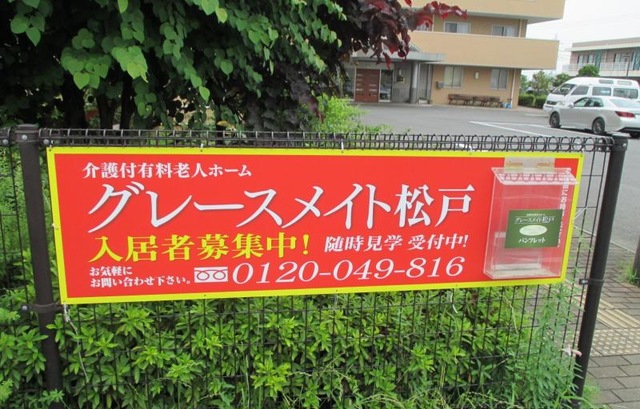 介護付有料老人ホーム
グレースメイト松戸
入居者募集中! 随時見学 受付中!
お気軽に
お問い合わせ下さい。
0120-049-816
グレースメイト松戸
パンフレット